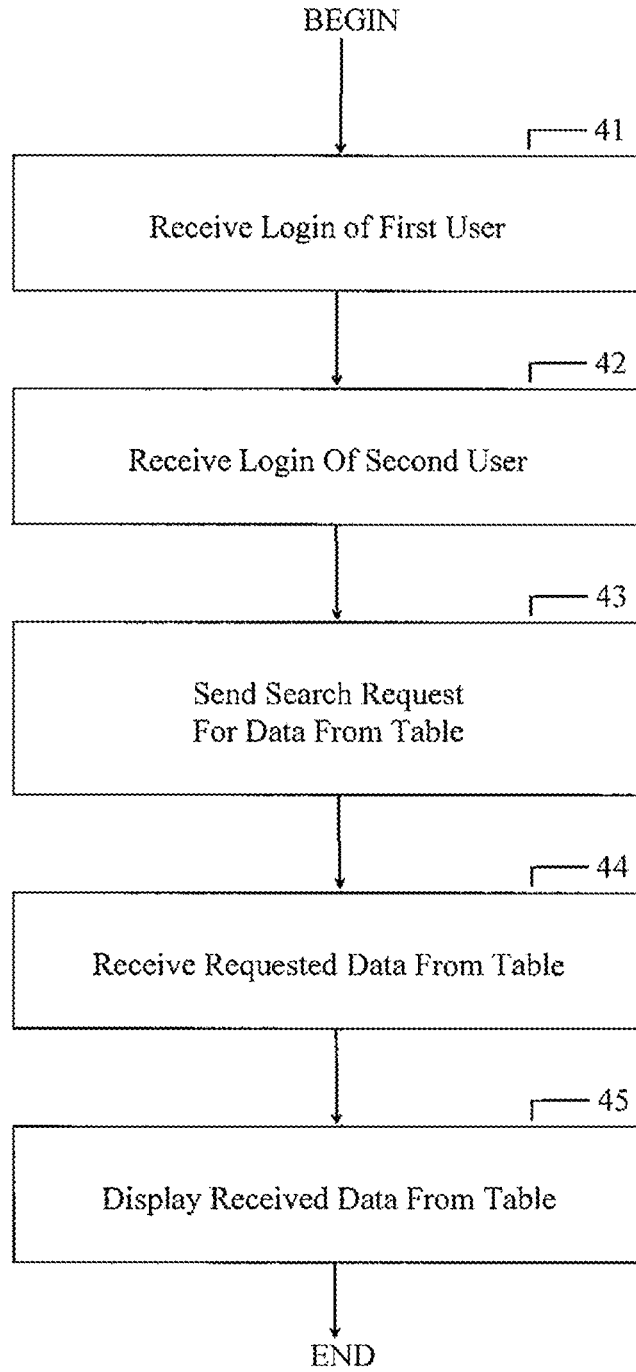 BEGIN
41
Receive Login of First User
42
Receive Login Of Second User
43
Send Search Request
For Data From Table
44
Receive Requested Data From Table
45
Display Received Data From Table
END